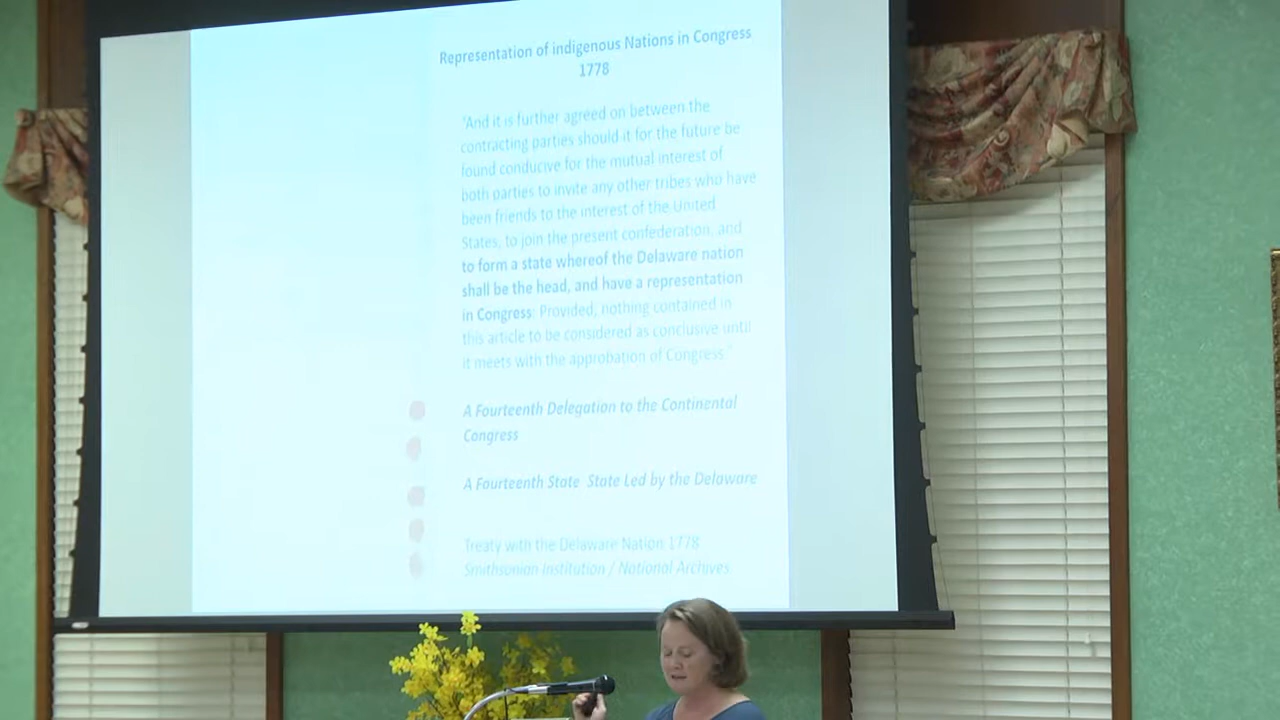 Representation of indigenous Nations in Congress
1778
"And it is further agreed on between the
contracting parties should it for the future be
found conducive for the mutual interest of
both parties to invite any other tribes who have
been friends to the interest of the United
States, to join the present confederation, and
to form a state whereof the Delaware nation
shall be the head, and have a representation
in Congress: Provided, nothing contained in
this article to be considered as conclusive until
it meets with the approbation of Congress."
A Fourteenth Delegation to the Continental
Congress
A Fourteenth State State Led by the Delaware
Treaty with the Delaware Nation 1778
Smithsonian Institution / National Archives